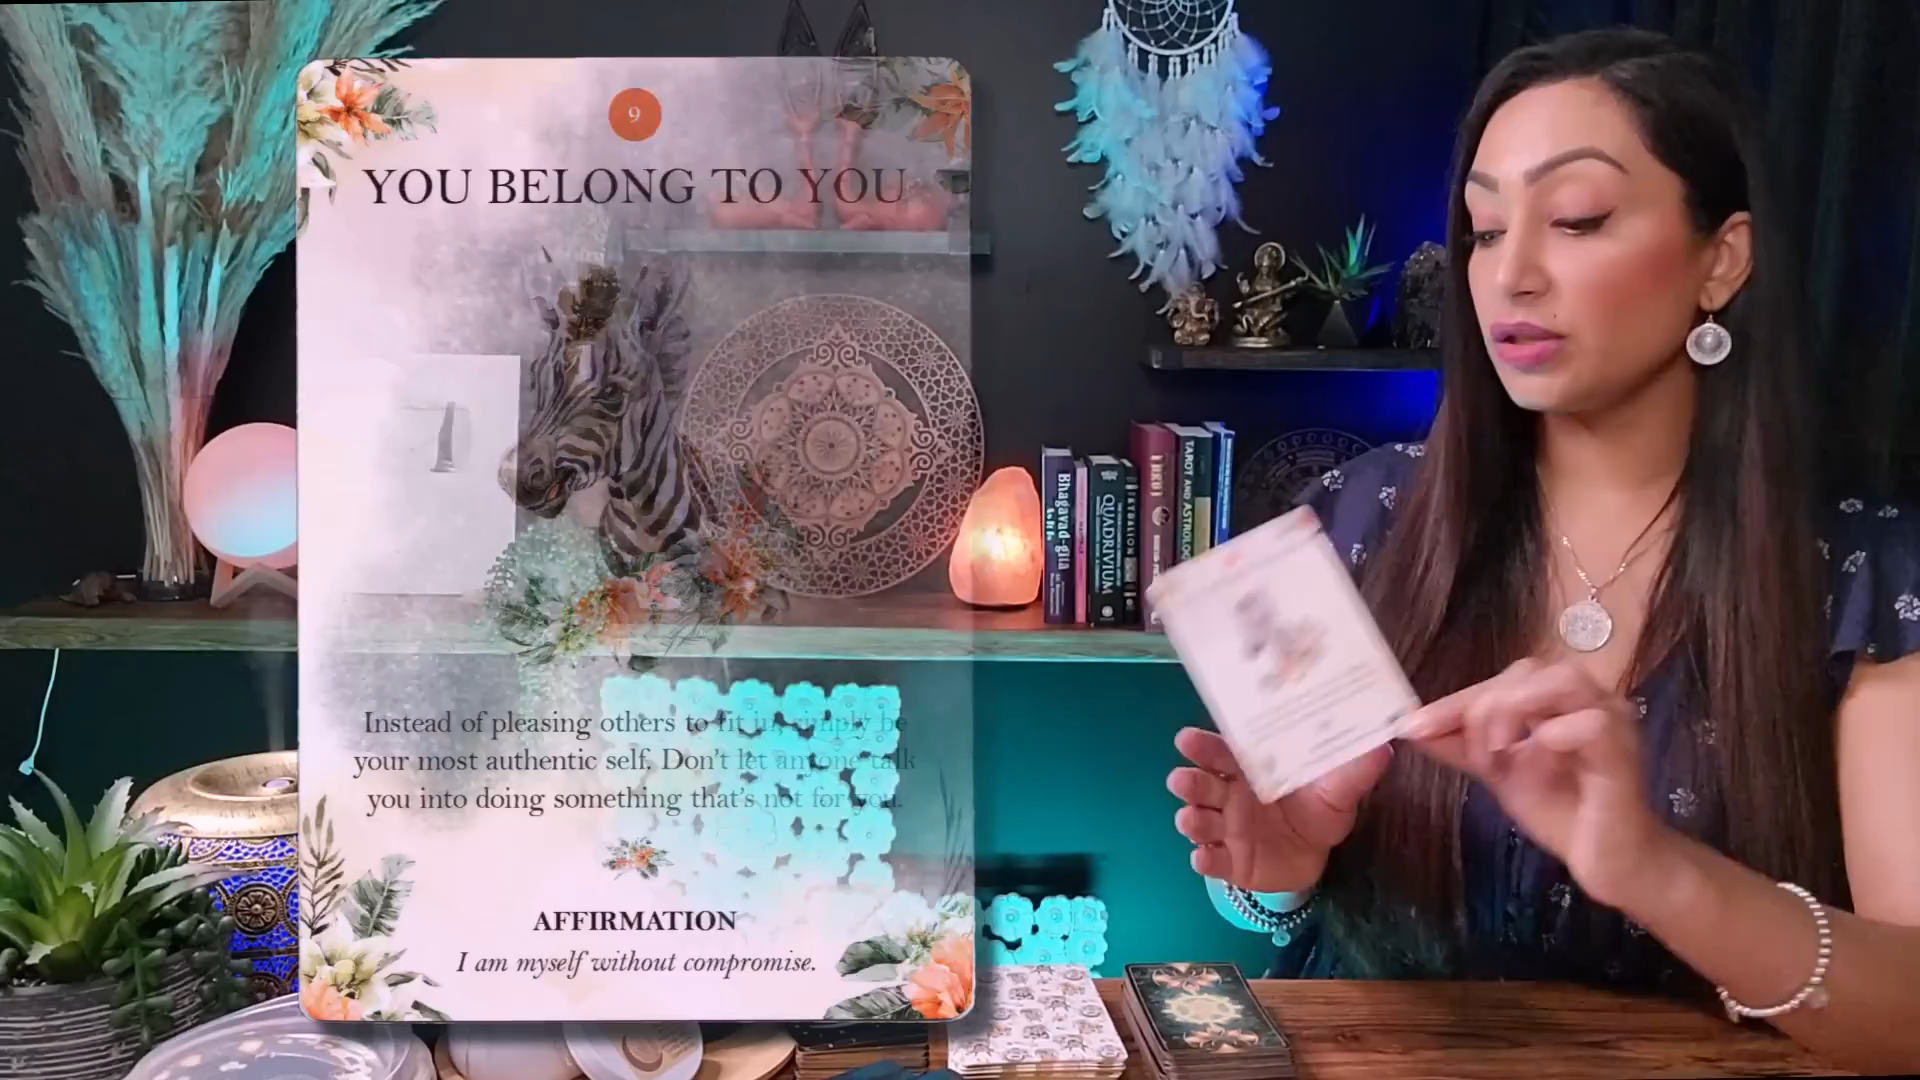 9
YOU BELONG TO YOU
Instead of pleasing others to fit in, simply be
your most authentic self. Don't let anyone talk
you into doing something that's not for you.
AFFIRMATION
I am myself without compromise.
Bhagavad-gita
QUADRIVIUM
TAROT AND ASTROLOGY